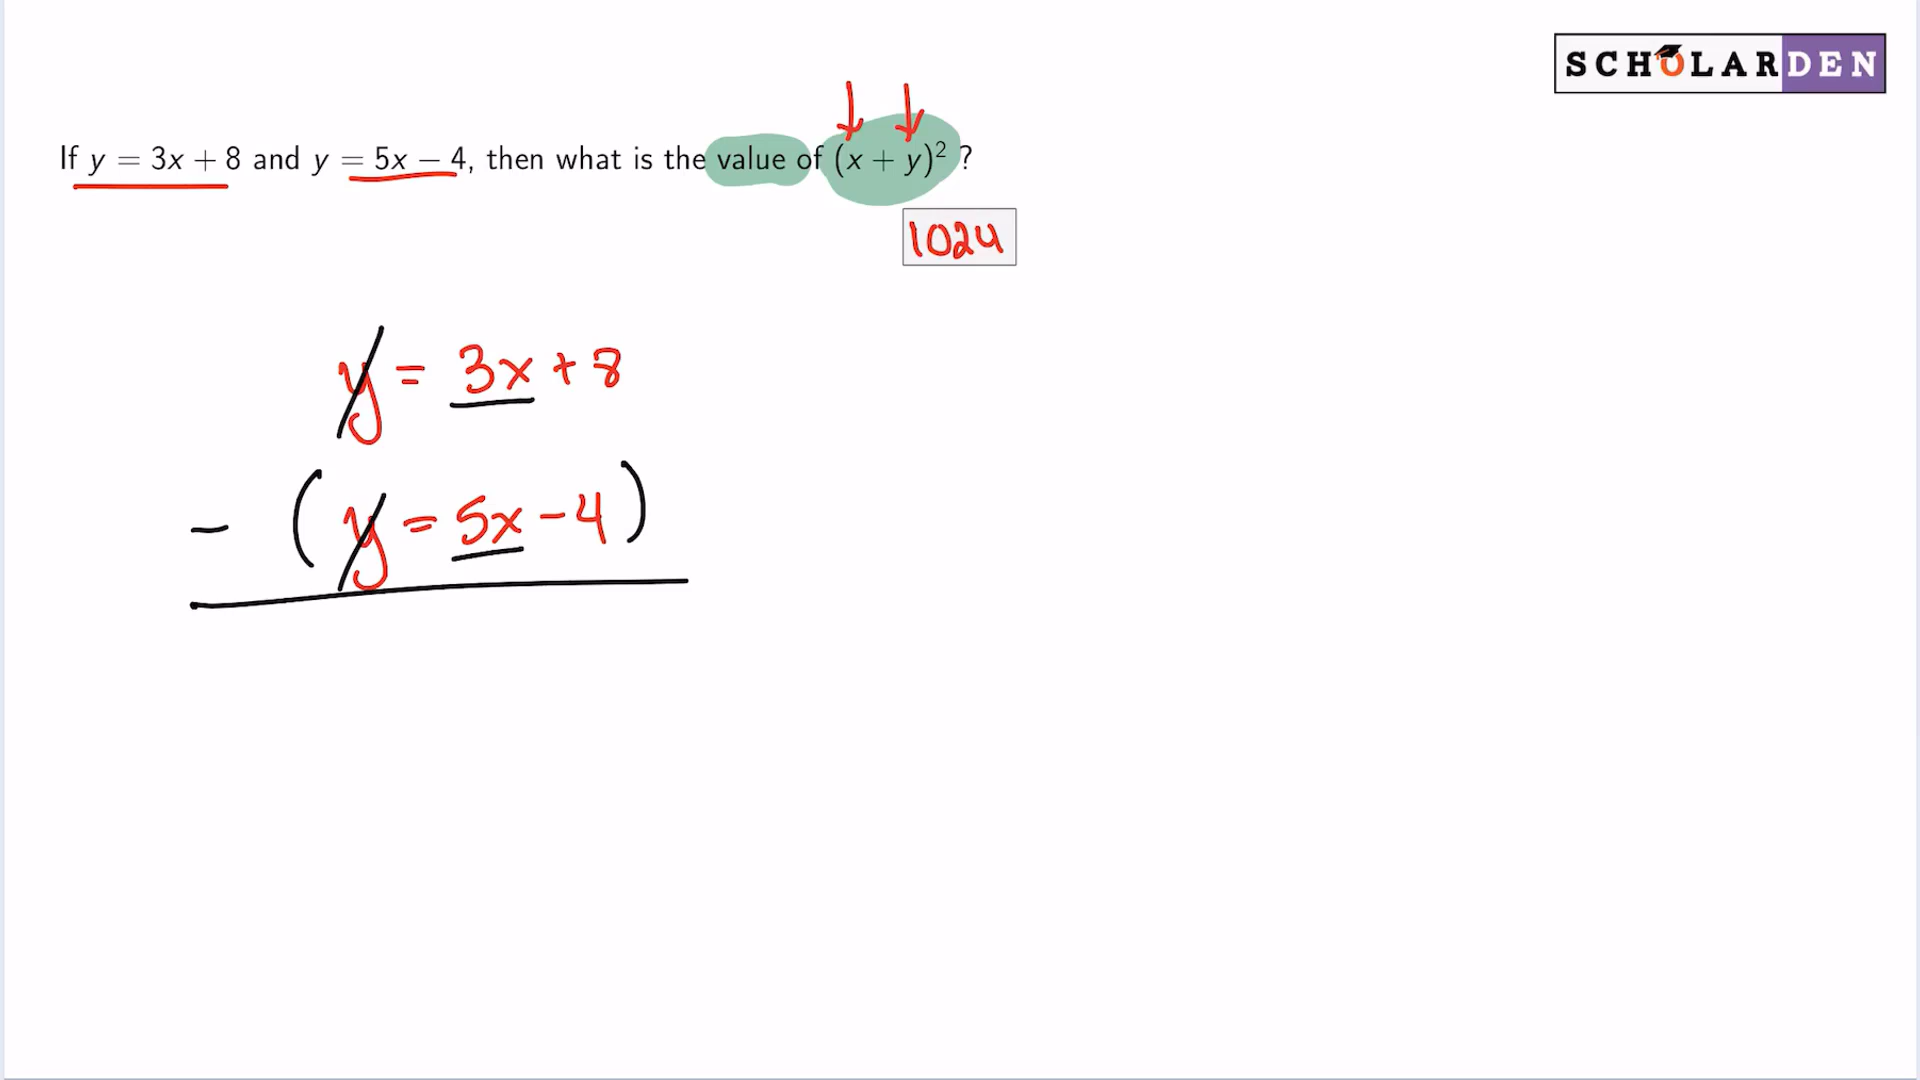 SCHOLARDEN
If y = 3x + 8 and y = 5x − 4, then what is the value of (x + y)² ?
1024
y = 3x + 8
− ( y = 5x − 4 )